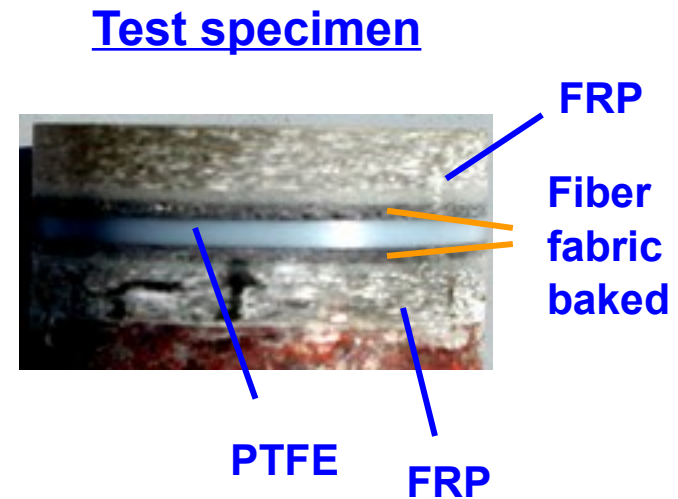 Test specimen
FRP
Fiber
fabric
baked
PTFE
FRP